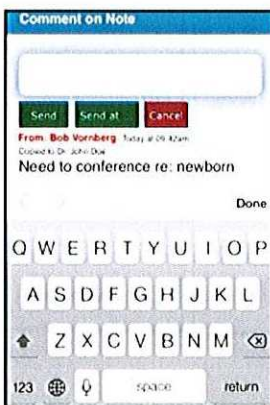 Comment on Note
Send Send at Cancel
From Bob Vornberg Today at 09:42am
Copied to Dr. John Doe
Need to conference re: newborn
Done
Q W E R T Y U I O P
A S D F G H J K L
Z X C V B N M
123 space return